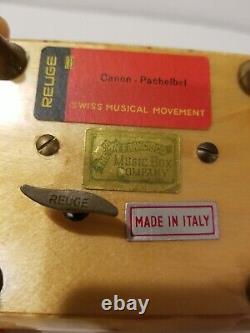 REUGE
Canon - Pachelbel
SWISS MUSICAL MOVEMENT
MUSIC BOX
COMPANY
REUGE
MADE IN ITALY